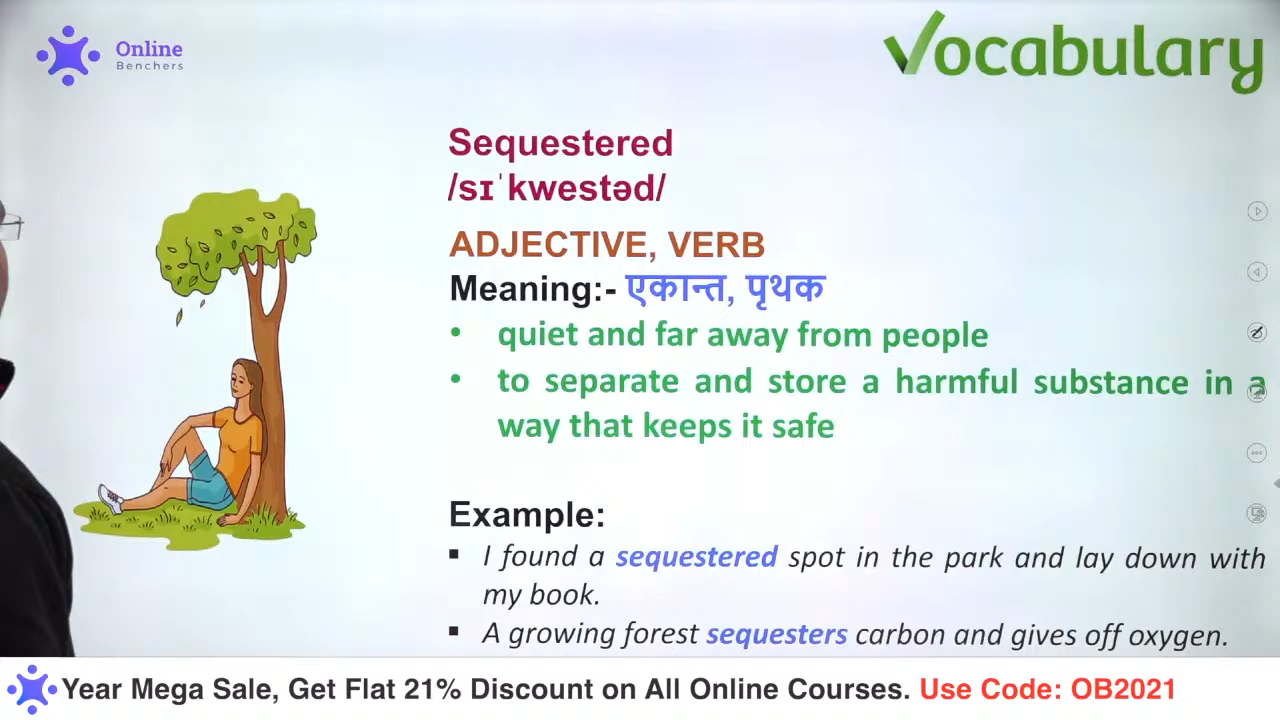 Online
Benchers
Vocabulary
Sequestered
/sɪˈkwestəd/
ADJECTIVE, VERB
Meaning:- एकान्त, पृथक
• quiet and far away from people
• to separate and store a harmful substance in a
way that keeps it safe
Example:
▪ I found a sequestered spot in the park and lay down with
my book.
▪ A growing forest sequesters carbon and gives off oxygen.
Year Mega Sale, Get Flat 21% Discount on All Online Courses. Use Code: OB2021